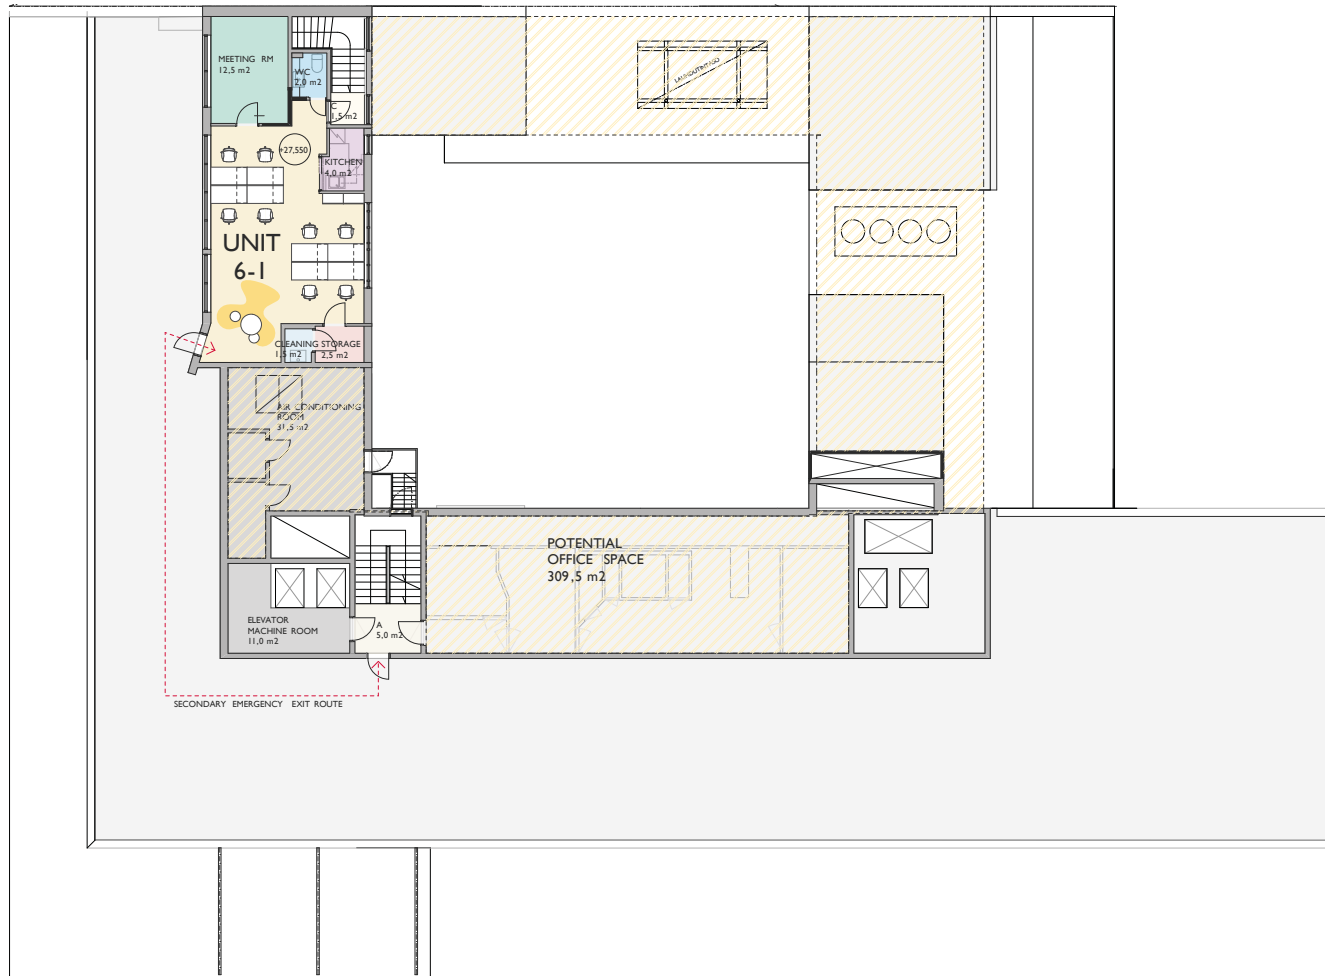 MEETING RM
12,5 m2
WC
2,0 m2
C
1,5 m2
+27,550
KITCHEN
4,0 m2
UNIT
6-1
CLEANING STORAGE
1,5 m2
2,5 m2
AIR CONDITIONING
ROOM
31,5 m2
POTENTIAL
OFFICE SPACE
309,5 m2
ELEVATOR
MACHINE ROOM
11,0 m2
A
5,0 m2
SECONDARY EMERGENCY EXIT ROUTE